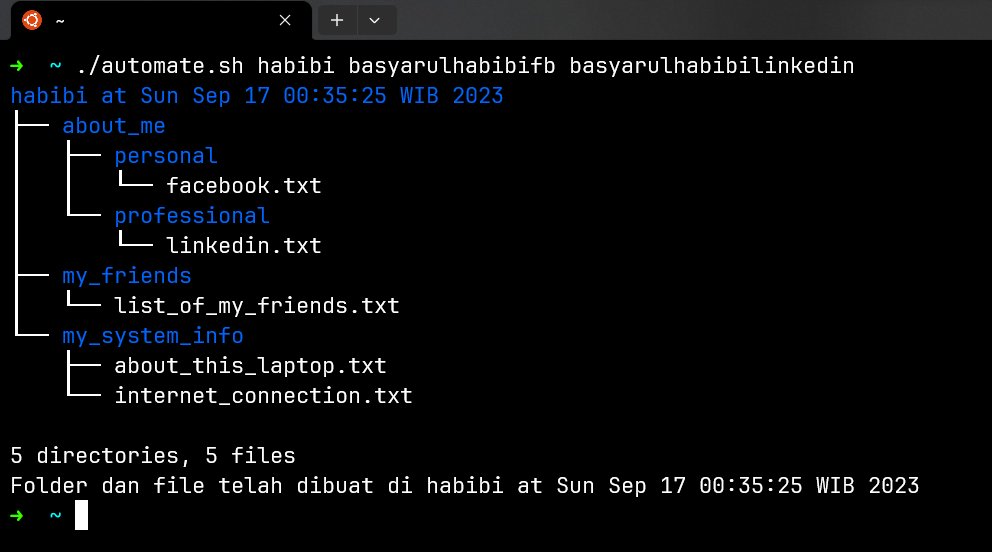 ~
➜ ~ ./automate.sh habibi basyarulhabibifb basyarulhabibilinkedin
habibi at Sun Sep 17 00:35:25 WIB 2023
├── about_me
│   ├── personal
│   │   └── facebook.txt
│   └── professional
│       └── linkedin.txt
├── my_friends
│   └── list_of_my_friends.txt
└── my_system_info
    ├── about_this_laptop.txt
    └── internet_connection.txt
5 directories, 5 files
Folder dan file telah dibuat di habibi at Sun Sep 17 00:35:25 WIB 2023
➜ ~